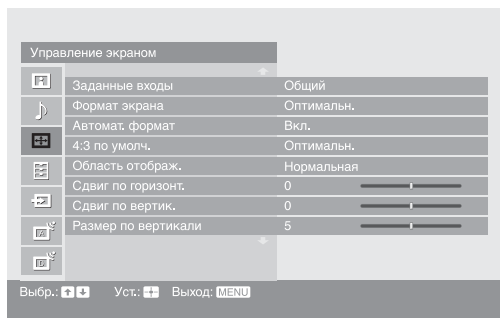 Управление экраном
Заданные входы Общий
Формат экрана Оптимальн.
Автомат. формат Вкл.
4:3 по умолч. Оптимальн.
Область отображ. Нормальная
Сдвиг по горизонт. 0
Сдвиг по вертик. 0
Размер по вертикали 5
Выбр.: Уст.: Выход: MENU